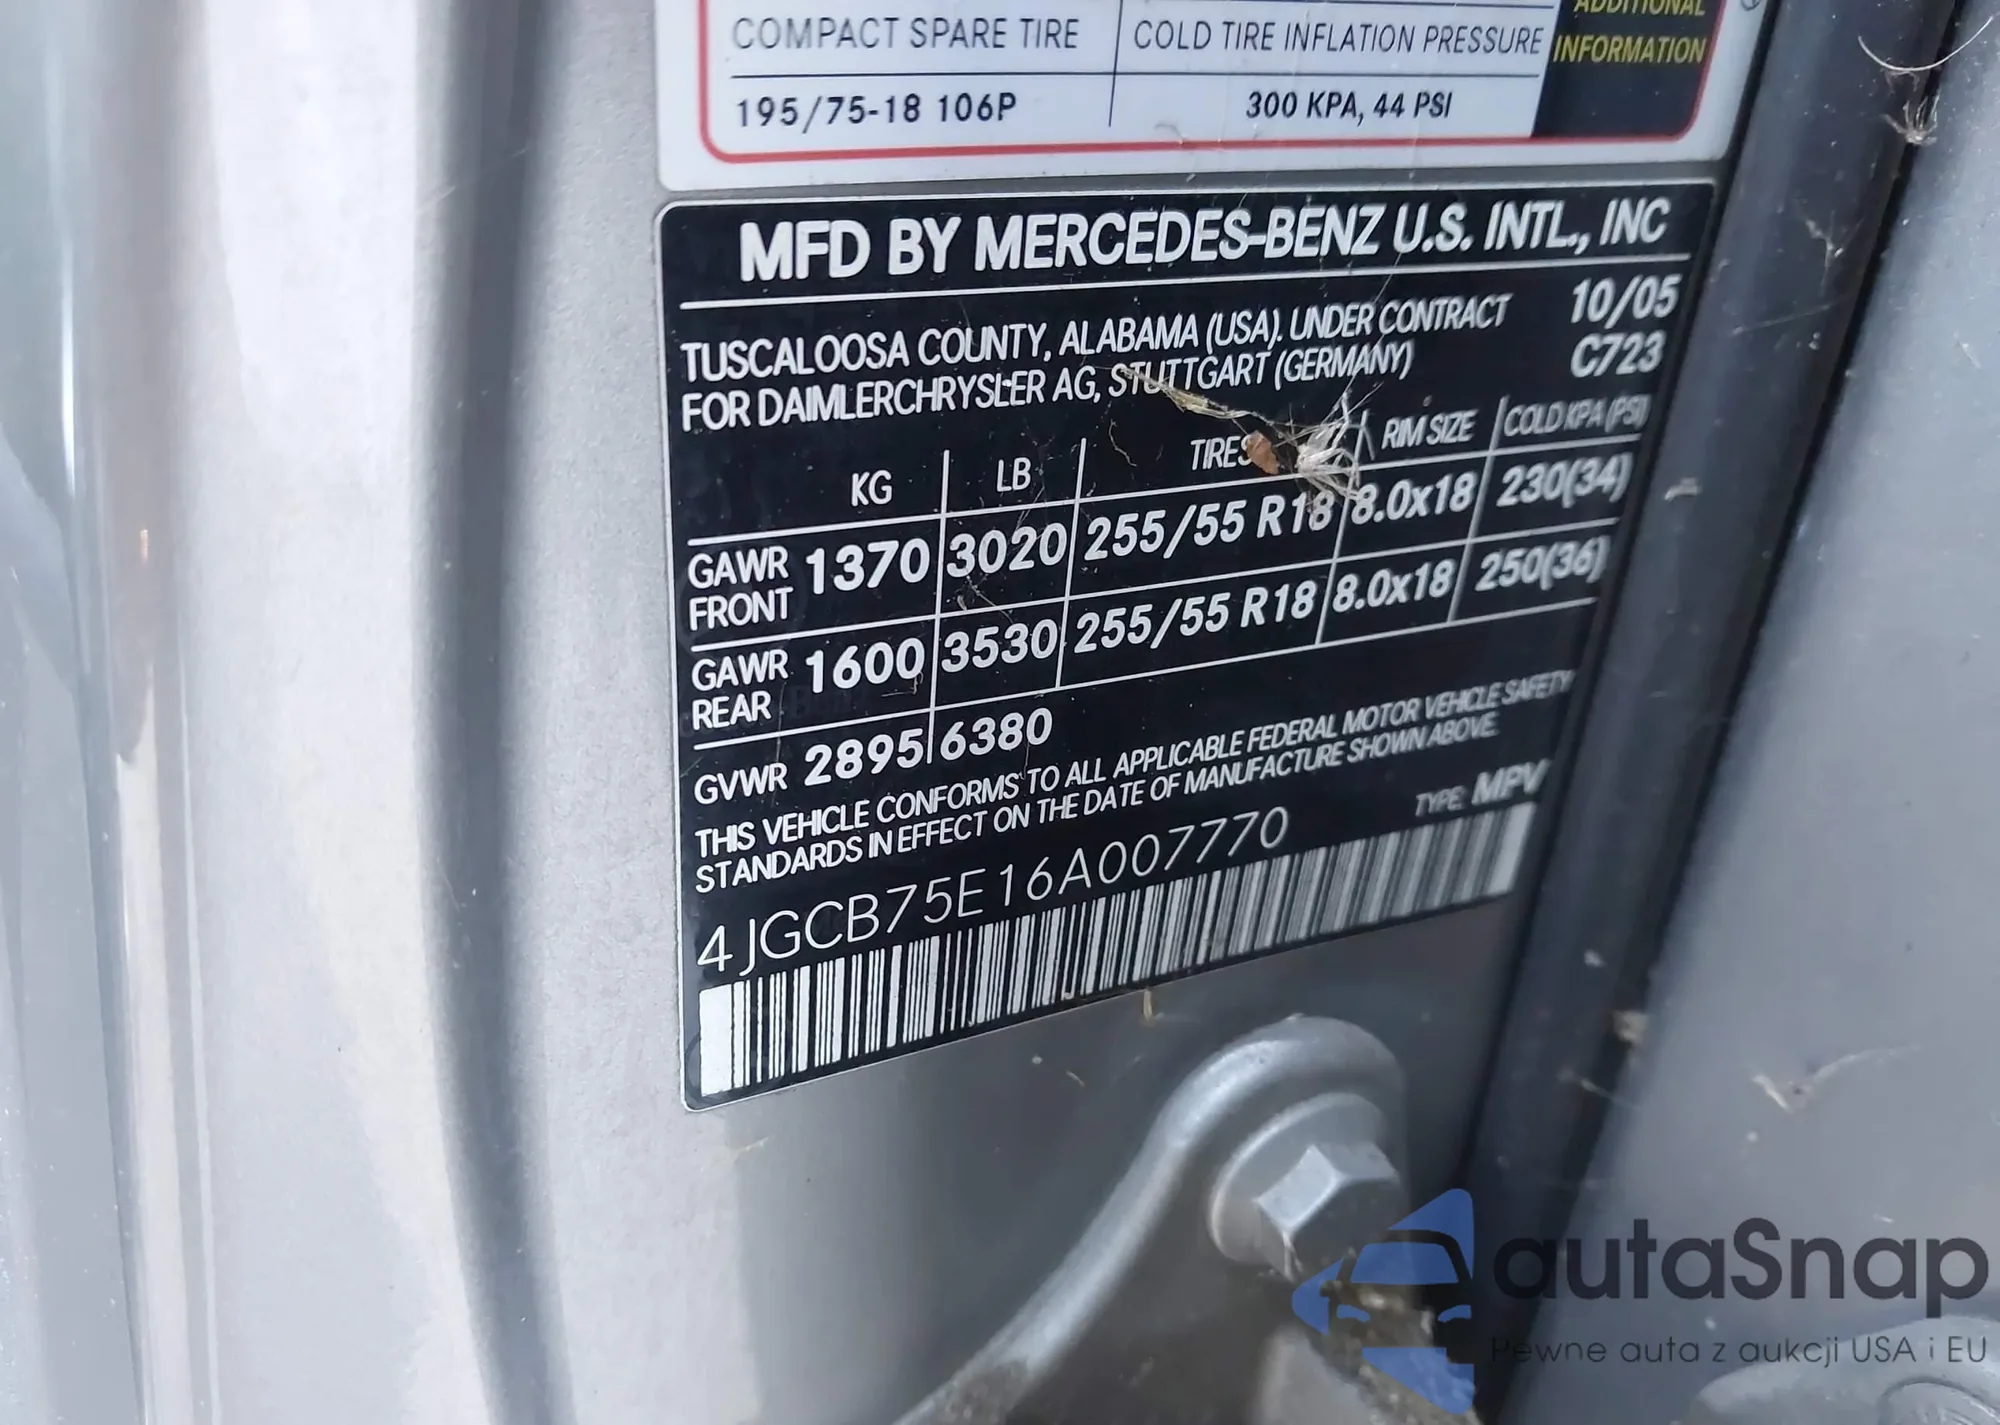 ADDITIONAL
INFORMATION
COMPACT SPARE TIRE COLD TIRE INFLATION PRESSURE
195/75-18 106P 300 KPA, 44 PSI
MFD BY MERCEDES-BENZ U.S. INTL., INC
TUSCALOOSA COUNTY, ALABAMA (USA). UNDER CONTRACT 10/05
FOR DAIMLERCHRYSLER AG, STUTTGART (GERMANY) C723
KG LB TIRES RIM SIZE COLD KPA (PSI)
GAWR FRONT 1370 3020 255/55 R18 8.0x18 230(34)
GAWR REAR 1600 3530 255/55 R18 8.0x18 250(36)
GVWR 2895 6380
THIS VEHICLE CONFORMS TO ALL APPLICABLE FEDERAL MOTOR VEHICLE SAFETY
STANDARDS IN EFFECT ON THE DATE OF MANUFACTURE SHOWN ABOVE.
4JGCB75E16A007770 TYPE: MPV
autaSnap
Pewne auta z aukcji USA i EU